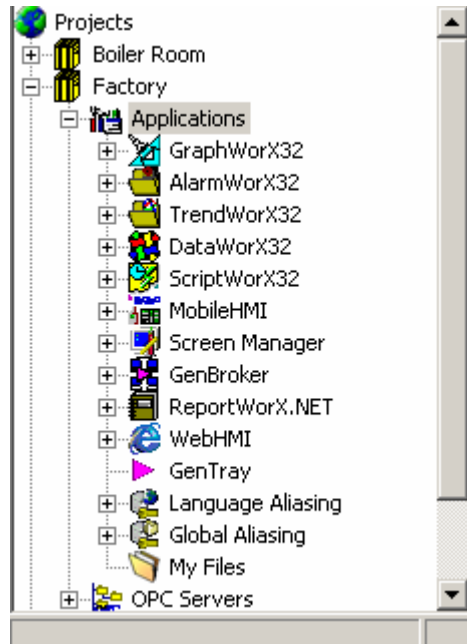 Projects
Boiler Room
Factory
Applications
GraphWorX32
AlarmWorX32
TrendWorX32
DataWorX32
ScriptWorX32
MobileHMI
Screen Manager
GenBroker
ReportWorX.NET
WebHMI
GenTray
Language Aliasing
Global Aliasing
My Files
OPC Servers